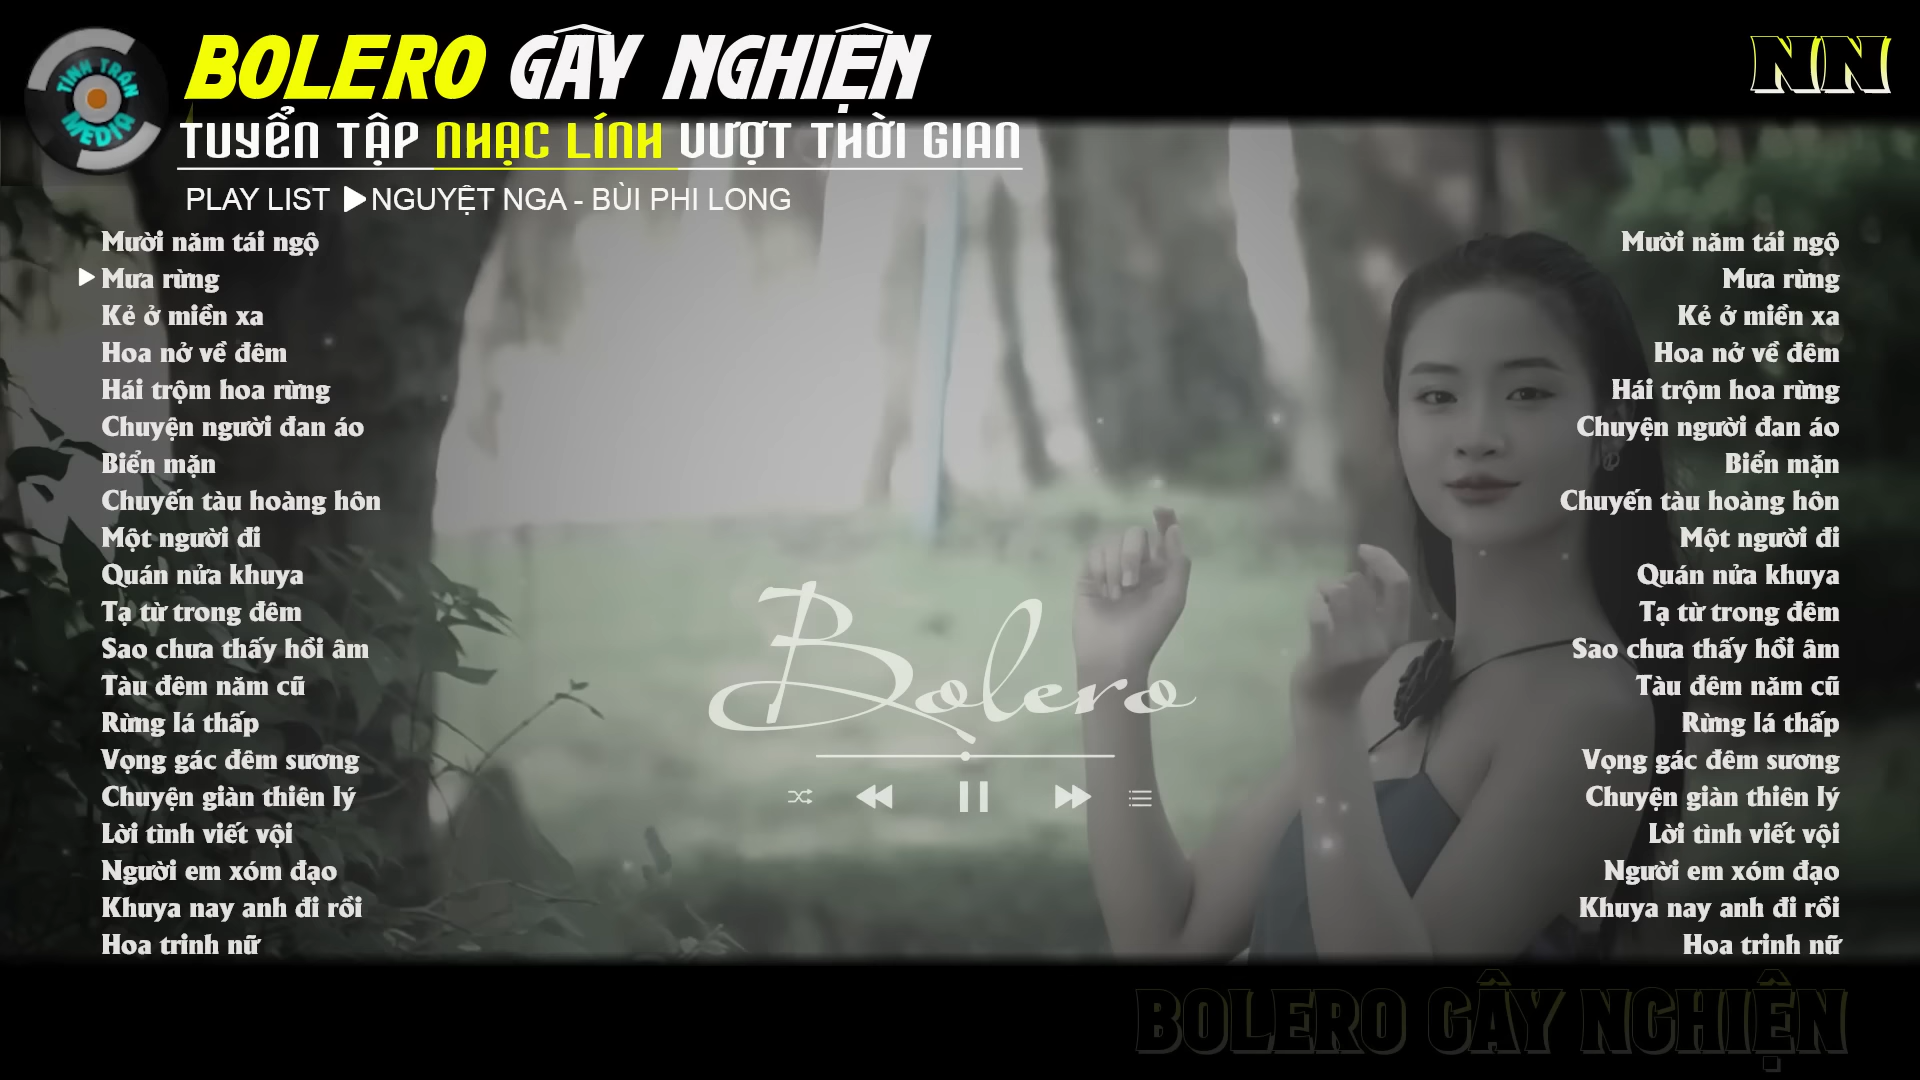 TÌNH TRẦN
MEDIA
BOLERO GÂY NGHIỆN
NN
TUYỂN TẬP NHẠC LÍNH VƯỢT THỜI GIAN
PLAY LIST ▶NGUYỆT NGA - BÙI PHI LONG
Mười năm tái ngộ
Mưa rừng
Kẻ ở miền xa
Hoa nở về đêm
Hái trộm hoa rừng
Chuyện người đan áo
Biển mặn
Chuyến tàu hoàng hôn
Một người đi
Quán nửa khuya
Tạ từ trong đêm
Sao chưa thấy hồi âm
Tàu đêm năm cũ
Rừng lá thấp
Vọng gác đêm sương
Chuyện giàn thiên lý
Lời tình viết vội
Người em xóm đạo
Khuya nay anh đi rồi
Hoa trinh nữ
Bolero
Mười năm tái ngộ
Mưa rừng
Kẻ ở miền xa
Hoa nở về đêm
Hái trộm hoa rừng
Chuyện người đan áo
Biển mặn
Chuyến tàu hoàng hôn
Một người đi
Quán nửa khuya
Tạ từ trong đêm
Sao chưa thấy hồi âm
Tàu đêm năm cũ
Rừng lá thấp
Vọng gác đêm sương
Chuyện giàn thiên lý
Lời tình viết vội
Người em xóm đạo
Khuya nay anh đi rồi
Hoa trinh nữ
BOLERO GÂY NGHIỆN